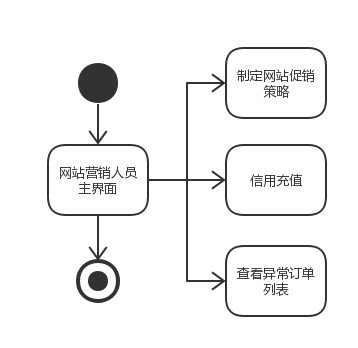 制定网站促销
策略
网站营销人员
主界面
信用充值
查看异常订单
列表